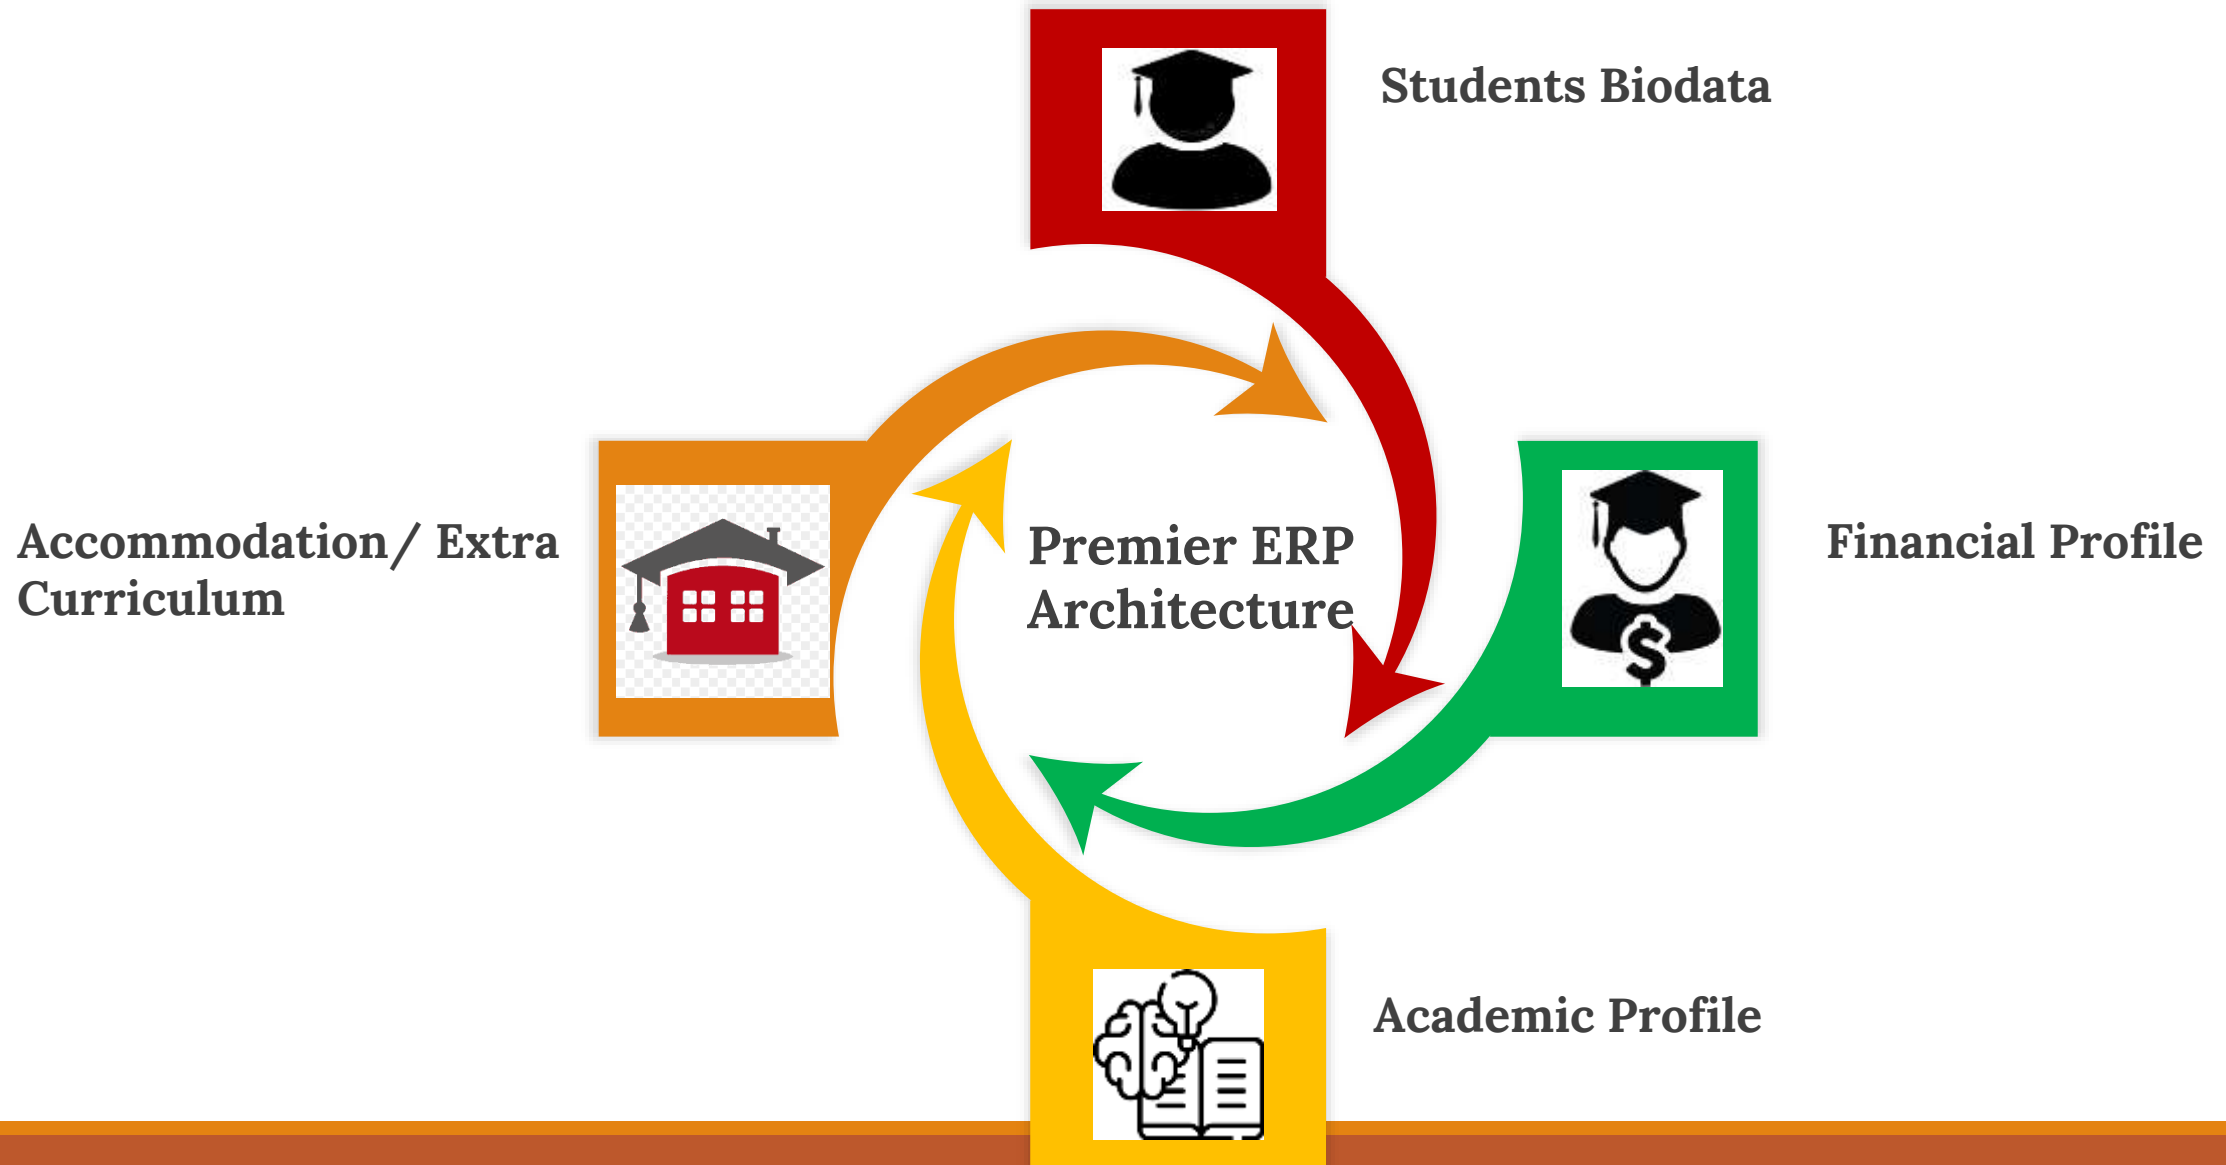 Students Biodata
Accommodation/ Extra
Curriculum
Premier ERP
Architecture
Financial Profile
Academic Profile